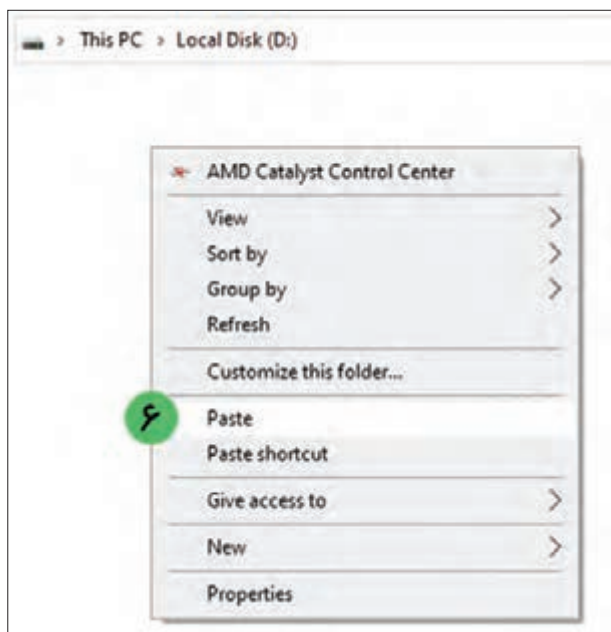 > This PC > Local Disk (D:)
AMD Catalyst Control Center
View >
Sort by >
Group by >
Refresh
Customize this folder...
۶ Paste
Paste shortcut
Give access to >
New >
Properties